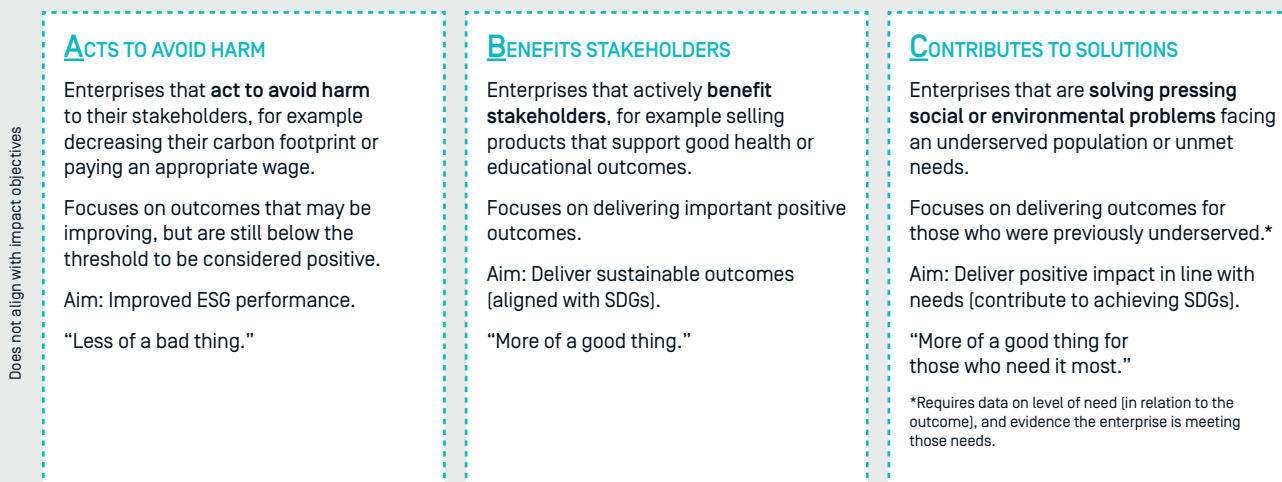 Does not align with impact objectives
ACTS TO AVOID HARM
Enterprises that act to avoid harm
to their stakeholders, for example
decreasing their carbon footprint or
paying an appropriate wage.
Focuses on outcomes that may be
improving, but are still below the
threshold to be considered positive.
Aim: Improved ESG performance.
“Less of a bad thing.”
BENEFITS STAKEHOLDERS
Enterprises that actively benefit
stakeholders, for example selling
products that support good health or
educational outcomes.
Focuses on delivering important positive
outcomes.
Aim: Deliver sustainable outcomes
(aligned with SDGs).
“More of a good thing.”
CONTRIBUTES TO SOLUTIONS
Enterprises that are solving pressing
social or environmental problems facing
an underserved population or unmet
needs.
Focuses on delivering outcomes for
those who were previously underserved.*
Aim: Deliver positive impact in line with
needs (contribute to achieving SDGs).
“More of a good thing for
those who need it most.”
*Requires data on level of need (in relation to the
outcome), and evidence the enterprise is meeting
those needs.